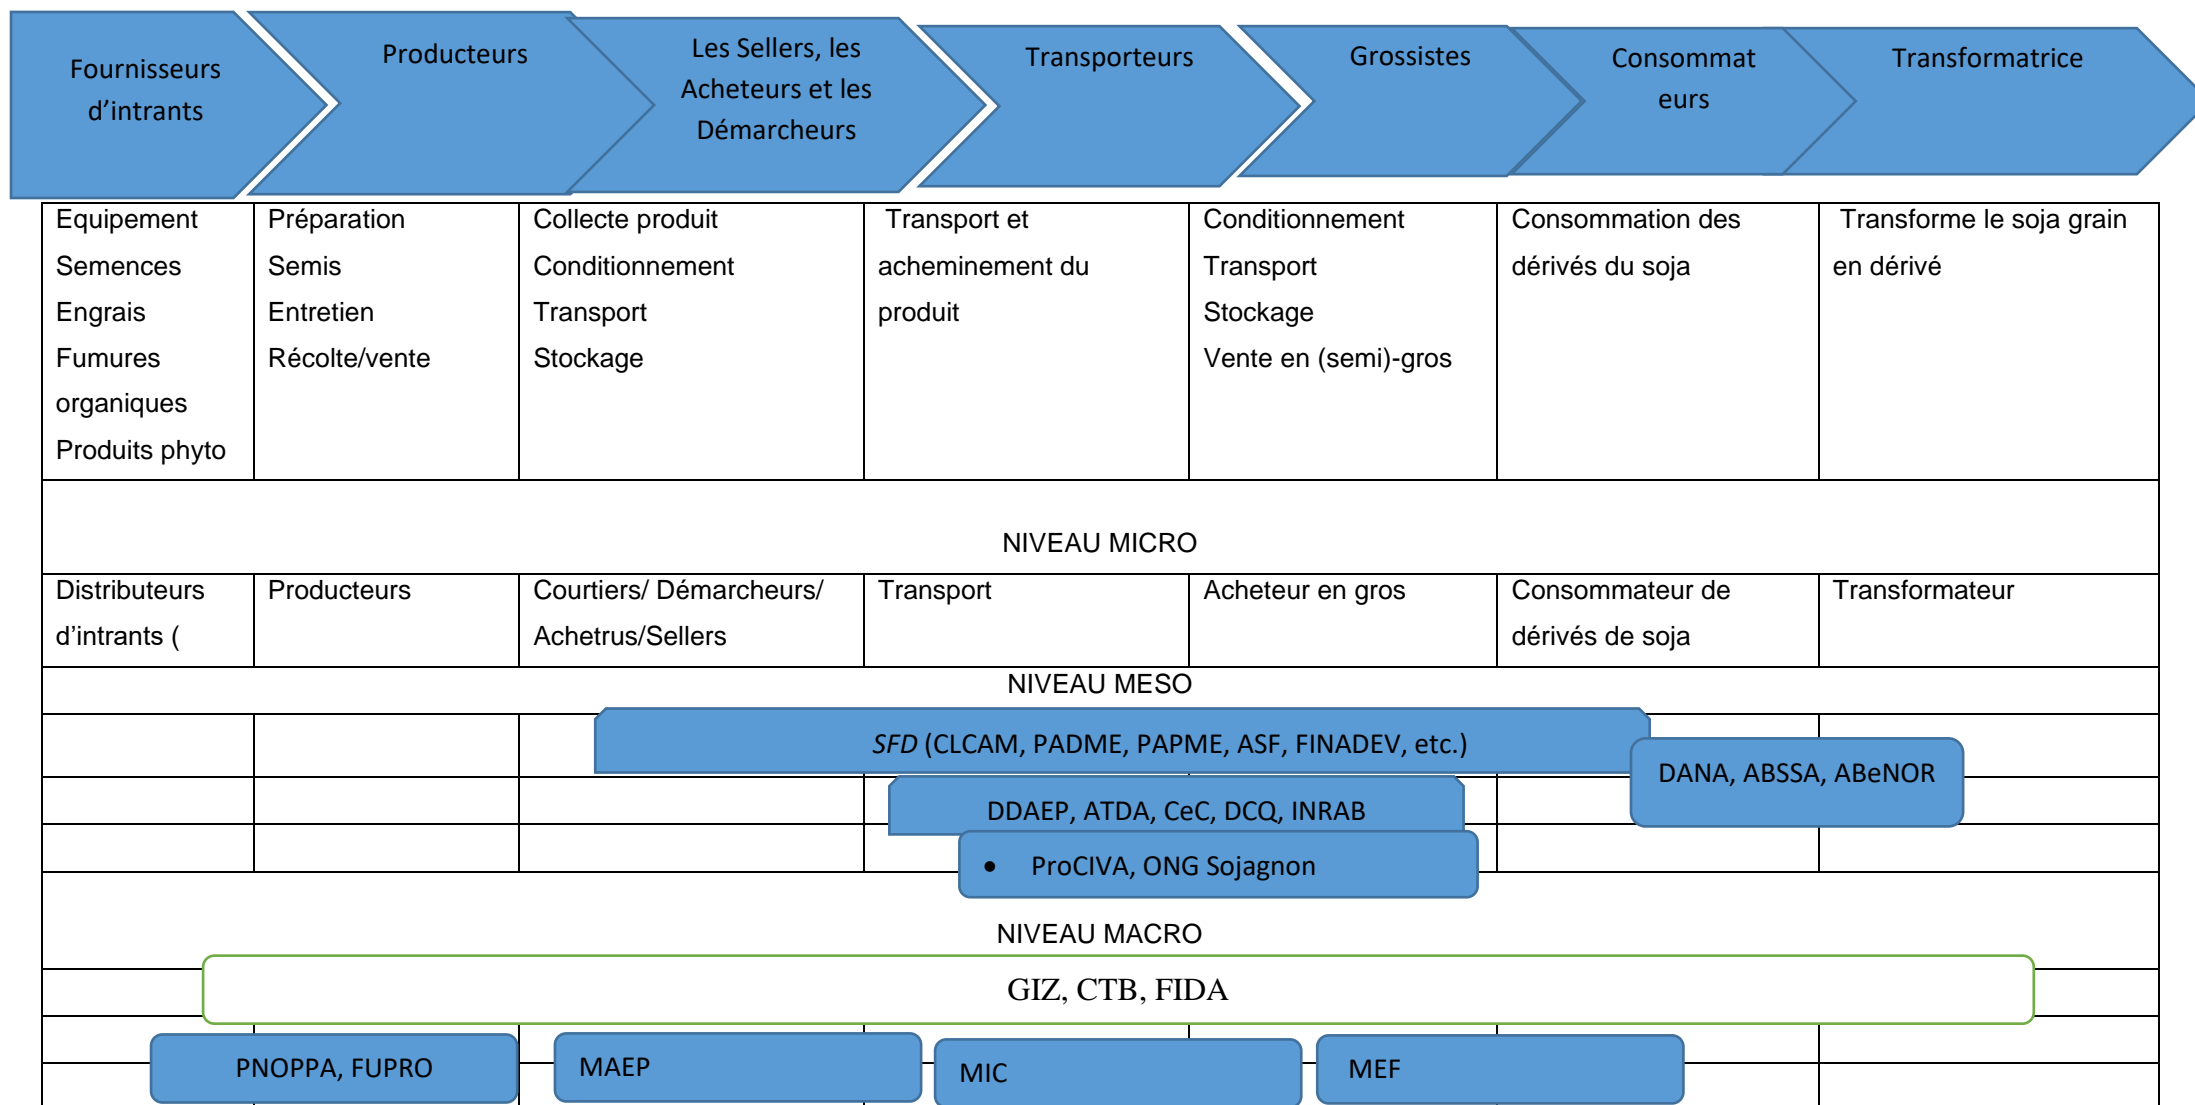 Fournisseurs
d’intrants
Producteurs
Les Sellers, les
Acheteurs et les
Démarcheurs
Transporteurs
Grossistes
Consommat
eurs
Transformatrice
Equipement
Semences
Engrais
Fumures
organiques
Produits phyto
Préparation
Semis
Entretien
Récolte/vente
Collecte produit
Conditionnement
Transport
Stockage
Transport et
acheminement du
produit
Conditionnement
Transport
Stockage
Vente en (semi)-gros
Consommation des
dérivés du soja
Transforme le soja grain
en dérivé
NIVEAU MICRO
Distributeurs
d’intrants (
Producteurs
Courtiers/ Démarcheurs/
Achetrus/Sellers
Transport
Acheteur en gros
Consommateur de
dérivés de soja
Transformateur
NIVEAU MESO
SFD (CLCAM, PADME, PAPME, ASF, FINADEV, etc.)
DANA, ABSSA, ABeNOR
DDAEP, ATDA, CeC, DCQ, INRAB
• ProCIVA, ONG Sojagnon
NIVEAU MACRO
GIZ, CTB, FIDA
PNOPPA, FUPRO
MAEP
MIC
MEF